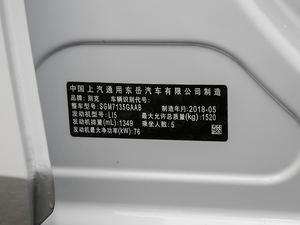 中国上汽通用东岳汽车有限公司制造
品牌：别克 车辆识别代号：
整车型号：SGM7135GAAB 制造年月：2018-05
发动机型号：LI5 最大允许总质量(kg)：1520
发动机排量(mL)：1349 乘坐人数：5
发动机最大净功率(kW)：76